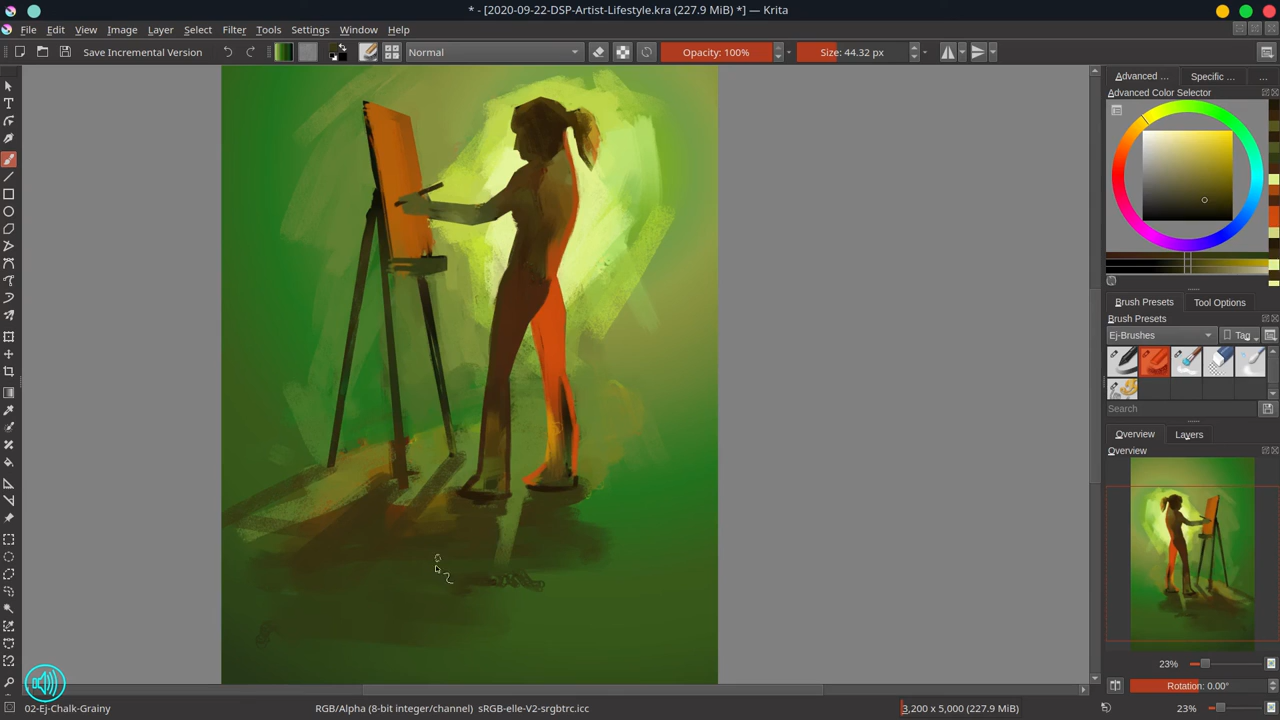 * - [2020-09-22-DSP-Artist-Lifestyle.kra (227.9 MiB) *] — Krita
File Edit View Image Layer Select Filter Tools Settings Window Help
Save Incremental Version Normal Opacity: 100% Size: 44.32 px
Advanced ... Specific ... ...
Advanced Color Selector
Brush Presets Tool Options
Brush Presets
Ej-Brushes Tag
Search
Overview Layers
Overview
23%
Rotation: 0.00°
02-Ej-Chalk-Grainy RGB/Alpha (8-bit integer/channel) sRGB-elle-V2-srgbtrc.icc 3,200 x 5,000 (227.9 MiB) 23%